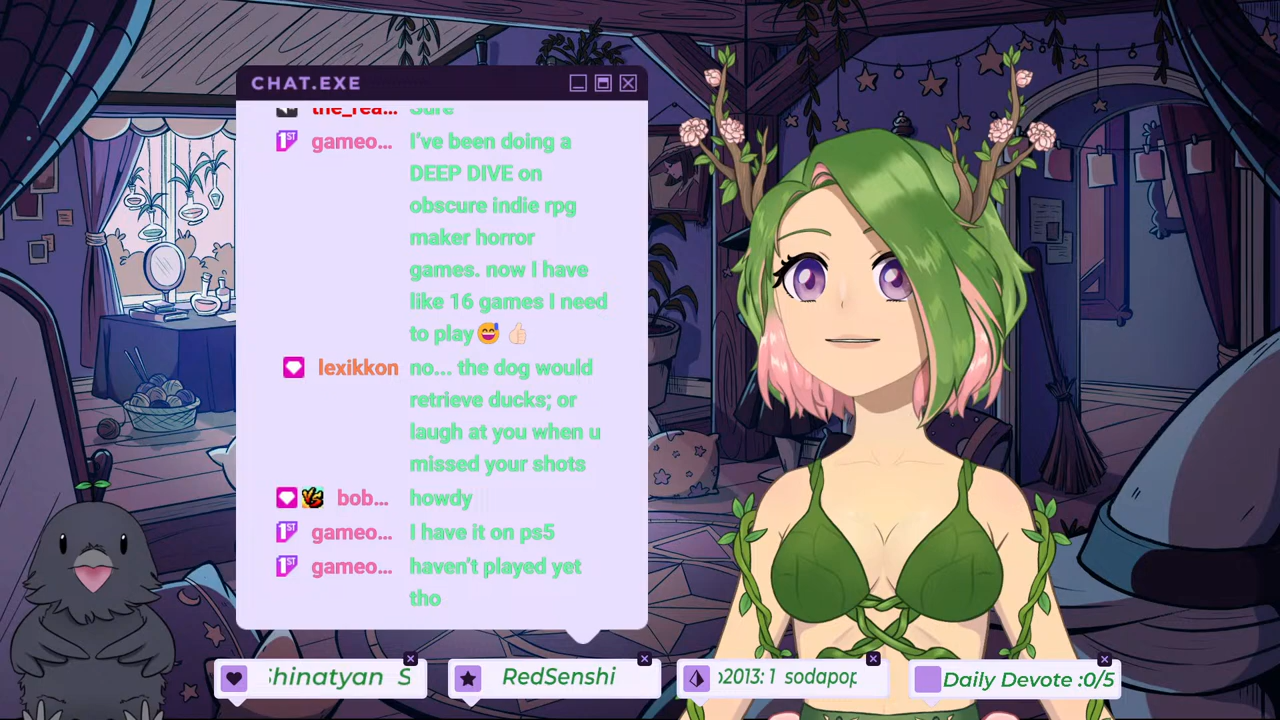 CHAT.EXE
the_rea... Sure
gameo... I've been doing a
DEEP DIVE on
obscure indie rpg
maker horror
games. now I have
like 16 games I need
to play😅👍🏻
lexikkon no... the dog would
retrieve ducks; or
laugh at you when u
missed your shots
bob... howdy
gameo... I have it on ps5
gameo... haven't played yet
tho
hinatyan S
RedSenshi
2013: 1 sodapop
Daily Devote :0/5